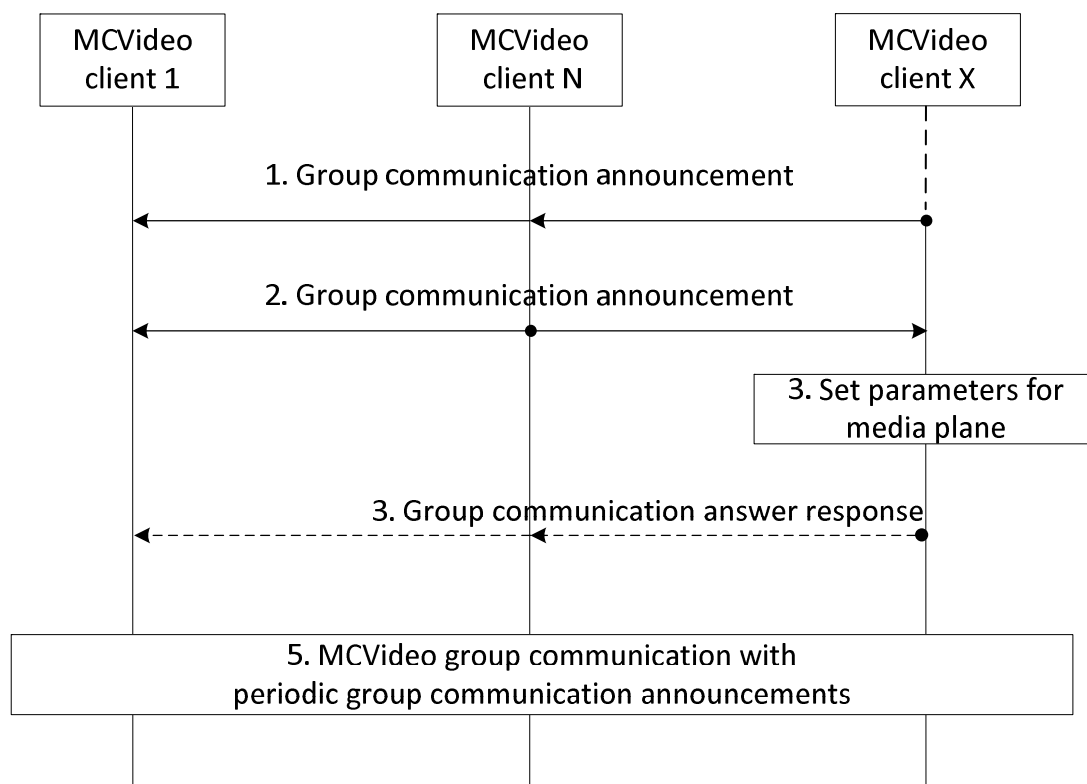 MCVideo
client 1
MCVideo
client N
MCVideo
client X
1. Group communication announcement
2. Group communication announcement
3. Set parameters for
media plane
3. Group communication answer response
5. MCVideo group communication with
periodic group communication announcements